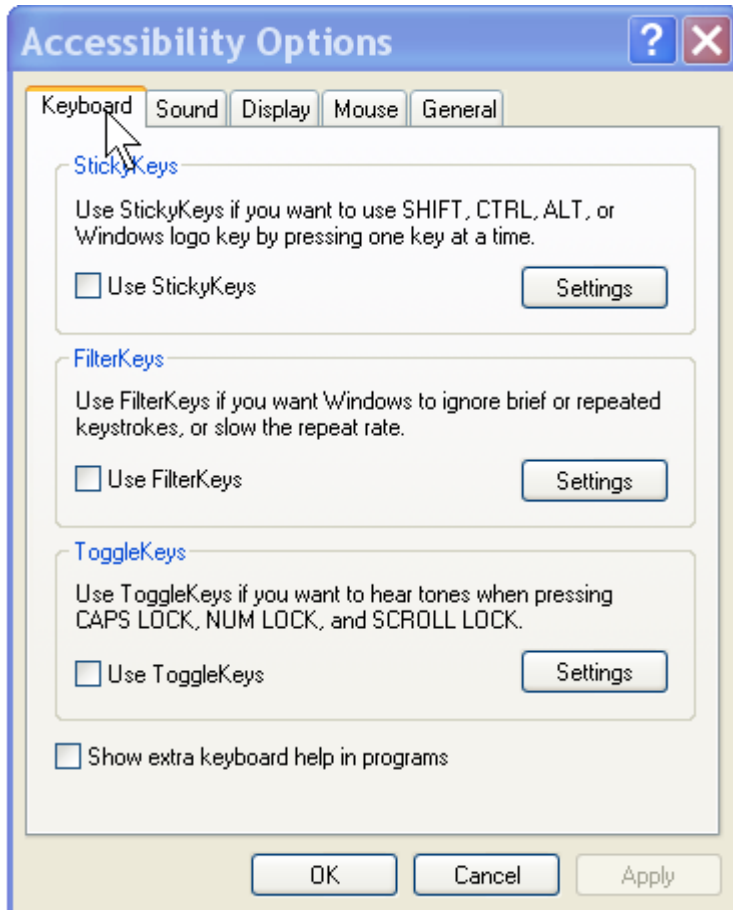 Accessibility Options
?
Keyboard Sound Display Mouse General
StickyKeys
Use StickyKeys if you want to use SHIFT, CTRL, ALT, or
Windows logo key by pressing one key at a time.
Use StickyKeys Settings
FilterKeys
Use FilterKeys if you want Windows to ignore brief or repeated
keystrokes, or slow the repeat rate.
Use FilterKeys Settings
ToggleKeys
Use ToggleKeys if you want to hear tones when pressing
CAPS LOCK, NUM LOCK, and SCROLL LOCK.
Use ToggleKeys Settings
Show extra keyboard help in programs
OK Cancel Apply